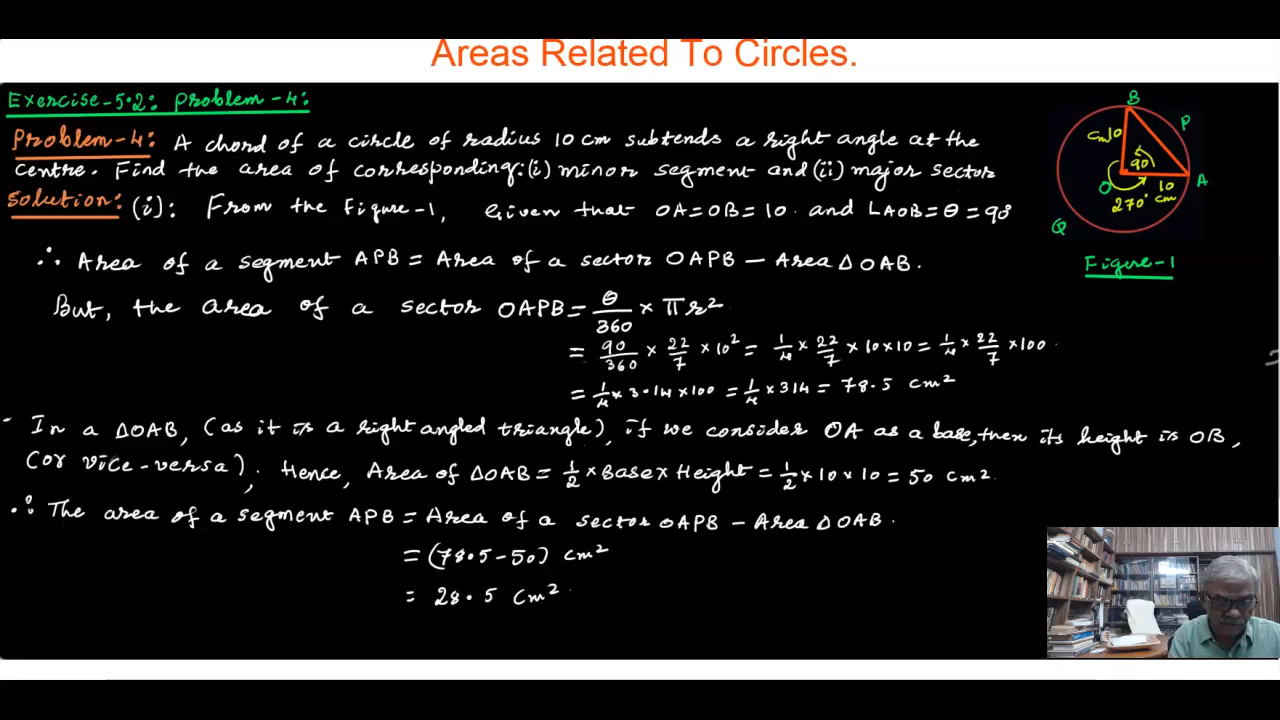 Areas Related To Circles.
Exercise-5.2: Problem-4:
Problem-4: A chord of a circle of radius 10 cm subtends a right angle at the
centre. Find the area of corresponding: (i) minor segment and (ii) major sector
Solution: (i): From the Figure-1, Given that OA=OB=10. and ∠AOB=θ=90°
∴ Area of a segment APB = Area of a sector OAPB - Area Δ OAB.
But, the area of a sector OAPB = θ/360 × πr²
= 90/360 × 22/7 × 10² = 1/4 × 22/7 × 10×10 = 1/4 × 22/7 × 100
= 1/4 × 3.14 × 100 = 1/4 × 314 = 78.5 cm²
In a ΔOAB, (as it is a right angled triangle), if we consider OA as a base, then its height is OB,
(or vice-versa). Hence, Area of ΔOAB = 1/2 × Base × Height = 1/2 × 10 × 10 = 50 cm².
∴ The area of a segment APB = Area of a sector OAPB - Area Δ OAB.
= (78.5-50) cm²
= 28.5 cm²
B
P
10 cm
90°
A
O
10 cm
270°
Q
Figure-1